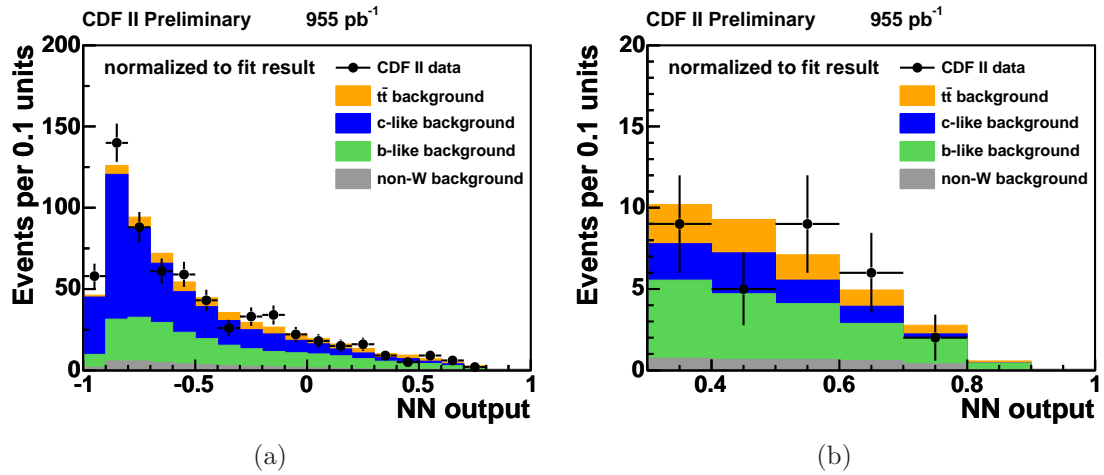 CDF II Preliminary 955 pb⁻¹
Events per 0.1 units
200
150
100
50
0
normalized to fit result
CDF II data
tt̄ background
c-like background
b-like background
non-W background
-1 -0.5 0 0.5 1
NN output
(a)
CDF II Preliminary 955 pb⁻¹
Events per 0.1 units
20
15
10
5
0
normalized to fit result
CDF II data
tt̄ background
c-like background
b-like background
non-W background
0.4 0.6 0.8 1
NN output
(b)